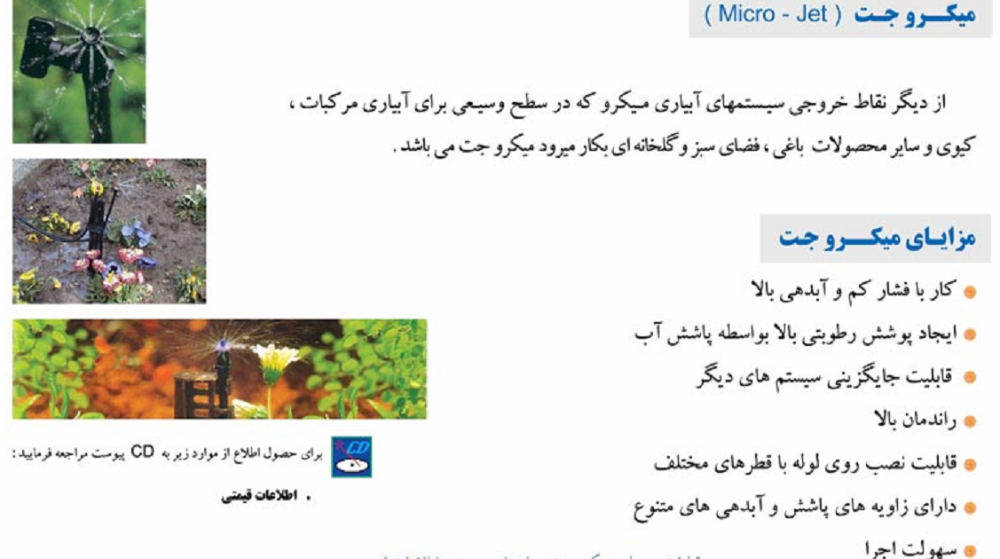 میکرو جت ( Micro - Jet )
از دیگر نقاط خروجی سیستمهای آبیاری میکرو که در سطح وسیعی برای آبیاری مرکبات ،
کیوی و سایر محصولات باغی ، فضای سبز و گلخانه ای بکار میرود میکرو جت می باشد .
مزایای میکرو جت
کار با فشار کم و آبدهی بالا
ایجاد پوشش رطوبتی بالا بواسطه پاشش آب
قابلیت جایگزینی سیستم های دیگر
راندمان بالا
قابلیت نصب روی لوله با قطرهای مختلف
دارای زاویه های پاشش و آبدهی های متنوع
سهولت اجرا
CD
برای حصول اطلاع از موارد زیر به CD پیوست مراجعه فرمایید :
. اطلاعات قیمتی